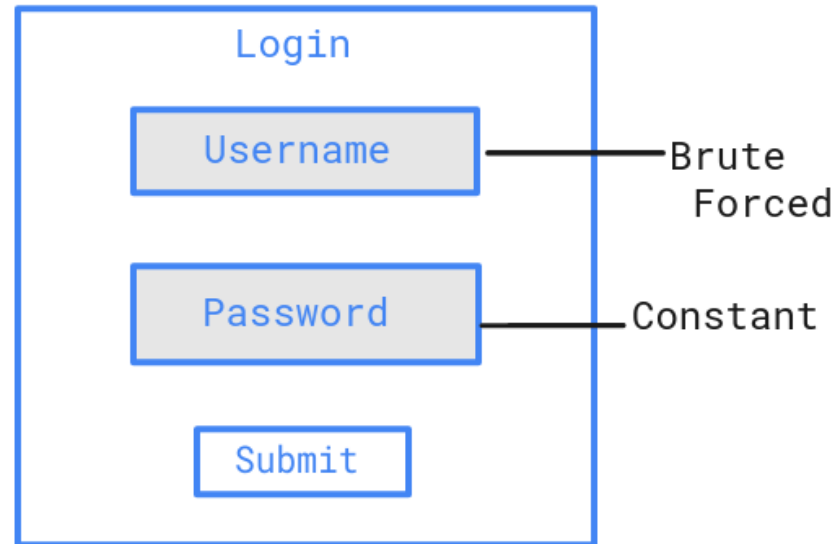 Login
Username
Brute
Forced
Password
Constant
Submit